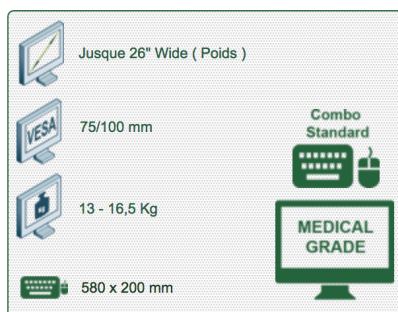 Jusque 26" Wide ( Poids )
VESA
75/100 mm
Combo
Standard
KG
13 - 16,5 Kg
MEDICAL
GRADE
580 x 200 mm